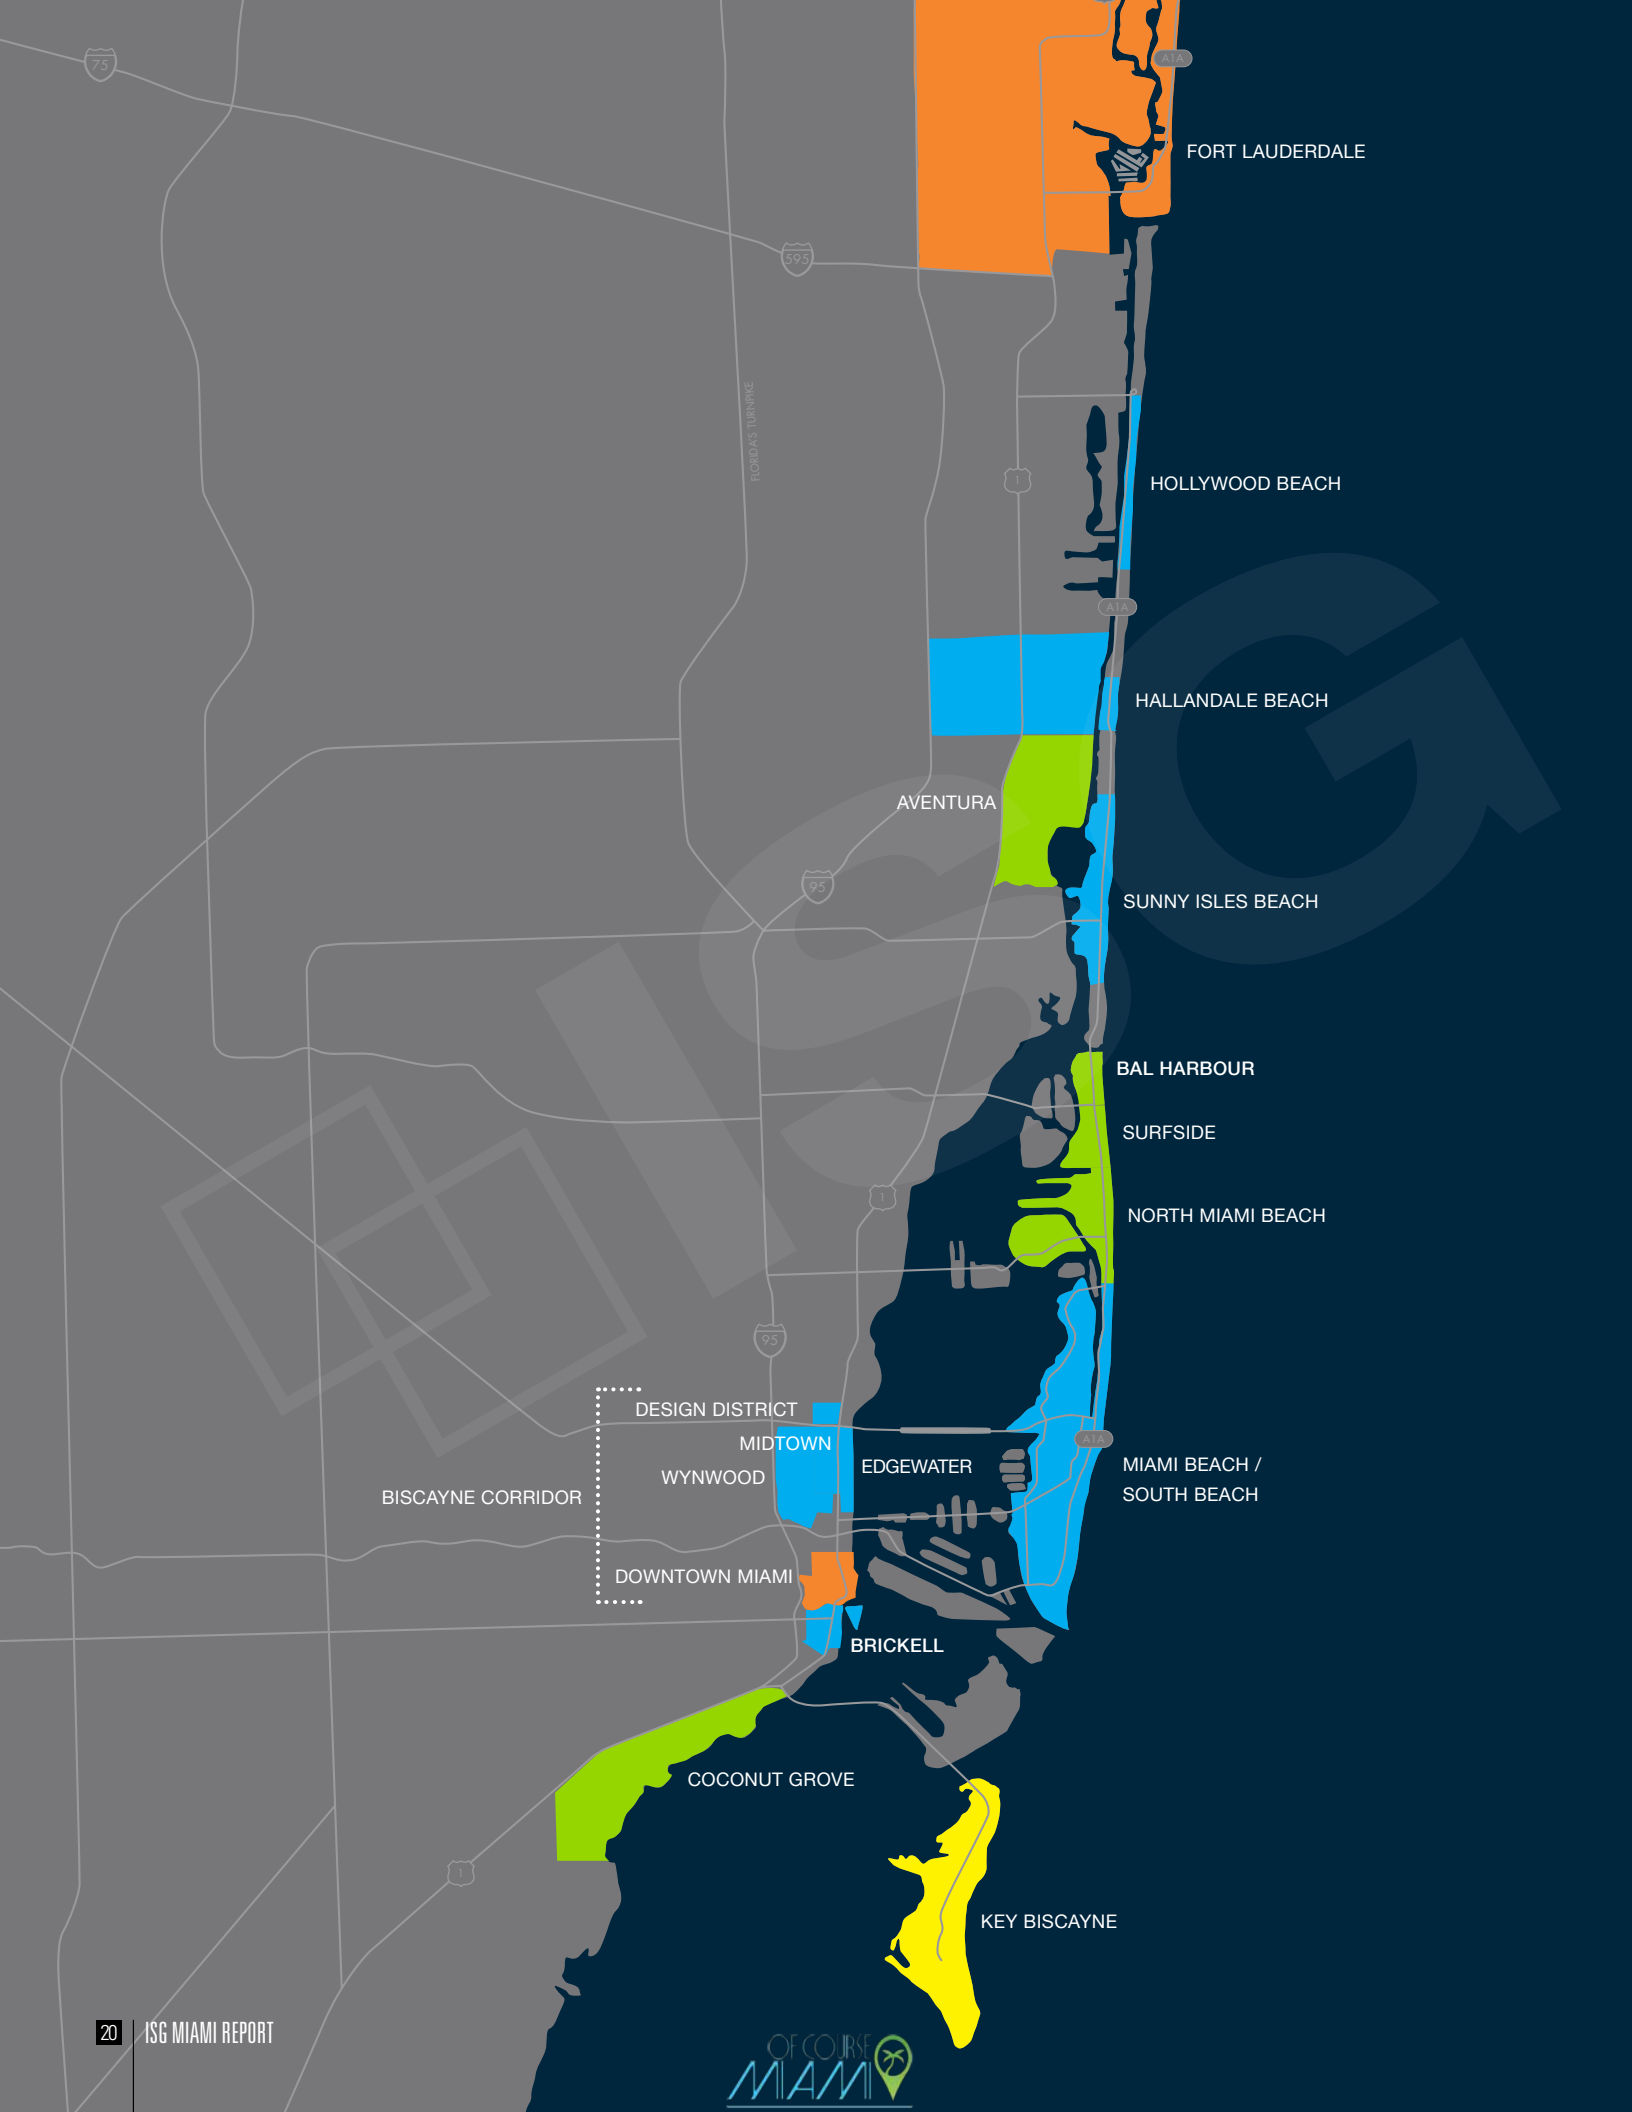 75
A1A
FORT LAUDERDALE
595
FLORIDA'S TURNPIKE
1
HOLLYWOOD BEACH
A1A
HALLANDALE BEACH
AVENTURA
95
SUNNY ISLES BEACH
ISG
BAL HARBOUR
SURFSIDE
1
NORTH MIAMI BEACH
95
DESIGN DISTRICT
MIDTOWN
A1A
WYNWOOD
EDGEWATER
MIAMI BEACH /
SOUTH BEACH
BISCAYNE CORRIDOR
DOWNTOWN MIAMI
BRICKELL
COCONUT GROVE
1
KEY BISCAYNE
20
ISG MIAMI REPORT
OF COURSE
MIAMI